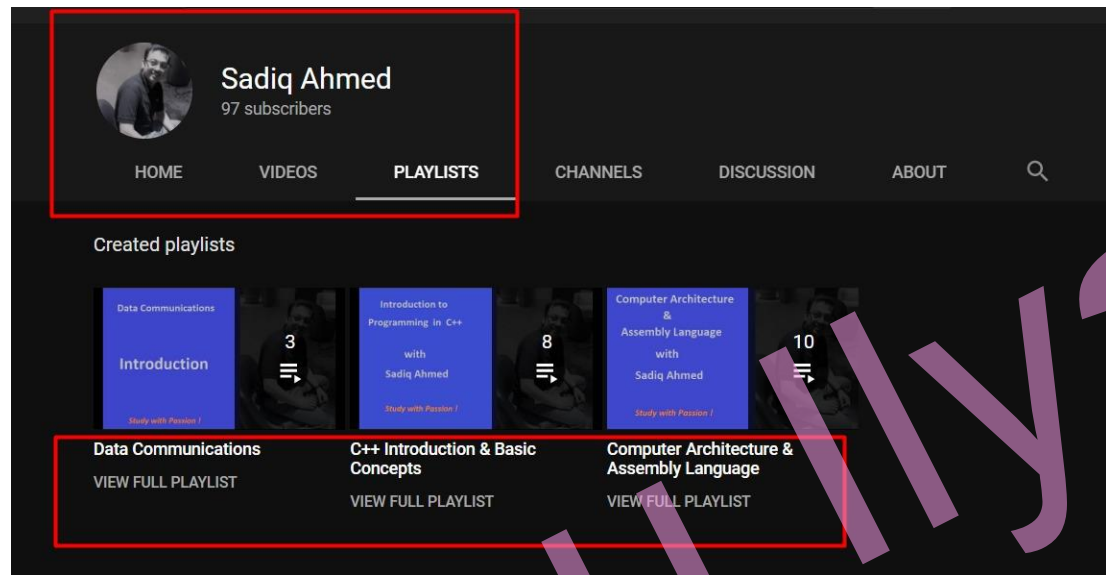 Sadiq Ahmed
97 subscribers
HOME VIDEOS PLAYLISTS CHANNELS DISCUSSION ABOUT
Created playlists
Data Communications
Introduction
Study with Passion !
3
Introduction to
Programming in C++
with
Sadiq Ahmed
Study with Passion !
8
Computer Architecture
&
Assembly Language
with
Sadiq Ahmed
Study with Passion !
10
Data Communications
VIEW FULL PLAYLIST
C++ Introduction & Basic
Concepts
VIEW FULL PLAYLIST
Computer Architecture &
Assembly Language
VIEW FULL PLAYLIST